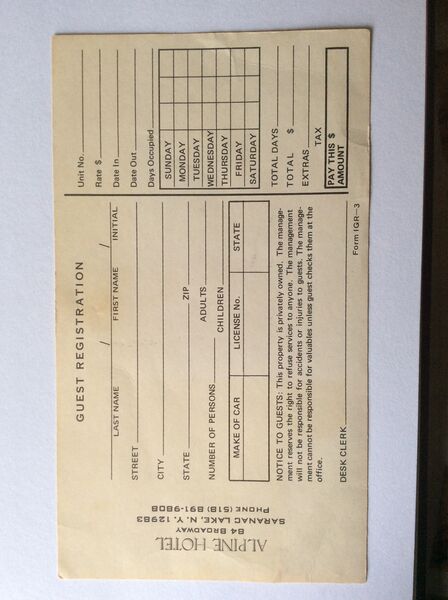 ALPINE HOTEL
84 BROADWAY
SARANAC LAKE, N. Y. 12983
PHONE (518) 891-9808
GUEST REGISTRATION
LAST NAME / FIRST NAME / INITIAL
STREET
CITY
STATE ZIP
NUMBER OF PERSONS ADULTS
CHILDREN
MAKE OF CAR LICENSE No. STATE
NOTICE TO GUESTS: This property is privately owned. The manage-
ment reserves the right to refuse services to anyone. The management
will not be responsible for accidents or injuries to guests. The manage-
ment cannot be responsible for valuables unless guest checks them at the
office.
DESK CLERK
Form IGR-3
Unit No.
Rate $
Date In
Date Out
Days Occupied
SUNDAY
MONDAY
TUESDAY
WEDNESDAY
THURSDAY
FRIDAY
SATURDAY
TOTAL DAYS
TOTAL $
EXTRAS
TAX
PAY THIS $
AMOUNT